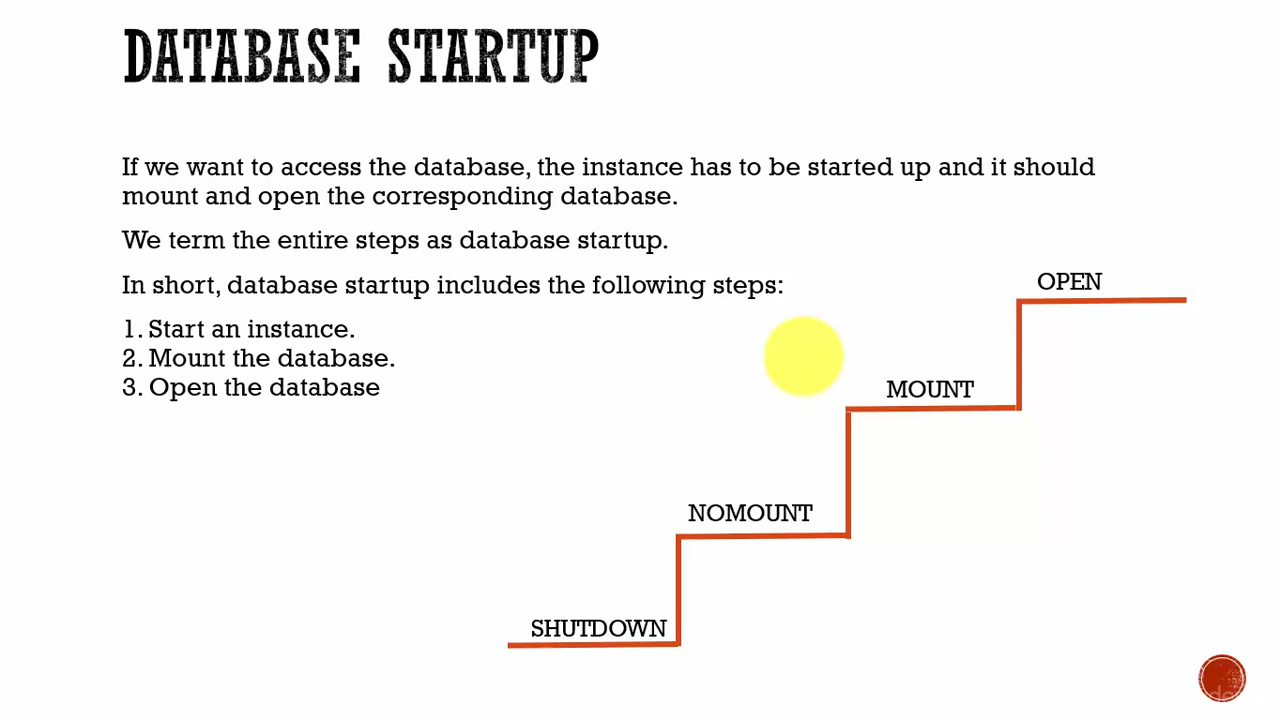 DATABASE STARTUP
If we want to access the database, the instance has to be started up and it should
mount and open the corresponding database.
We term the entire steps as database startup.
In short, database startup includes the following steps:
1. Start an instance.
2. Mount the database.
3. Open the database
OPEN
MOUNT
NOMOUNT
SHUTDOWN